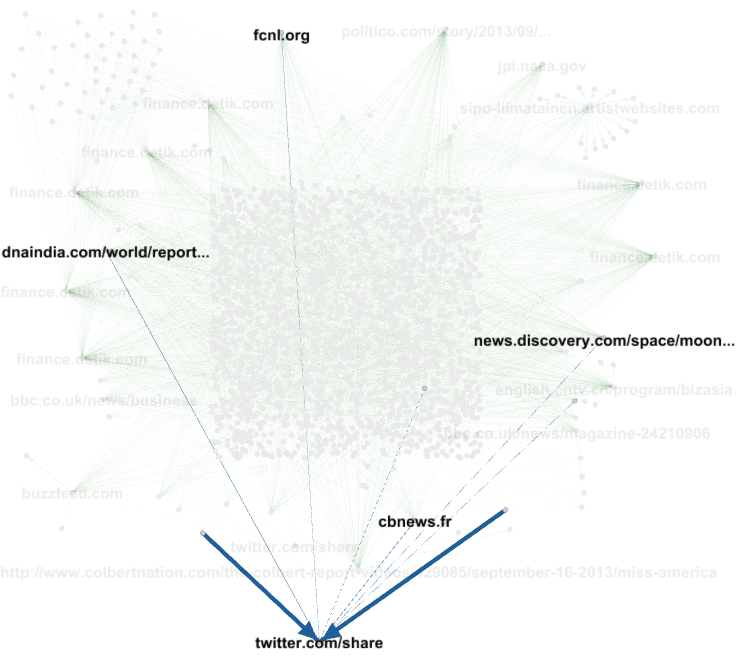 fcnl.org
politico.com/story/2013/09/...
jpl.nasa.gov
finance.detik.com
sipo-liimatainen.artistwebsites.com
finance.detik.com
finance.detik.com
finance.detik.com
dnaindia.com/world/report...
finance.detik.com
finance.detik.com
news.discovery.com/space/moon...
finance.detik.com
english.cntv.cn/program/bizasia
bbc.co.uk/news/business
bbc.co.uk/news/magazine-24210906
buzzfeed.com
cbnews.fr
twitter.com/share
http://www.colbertnation.com/the-colbert-report-videos/429085/september-16-2013/miss-america
twitter.com/share